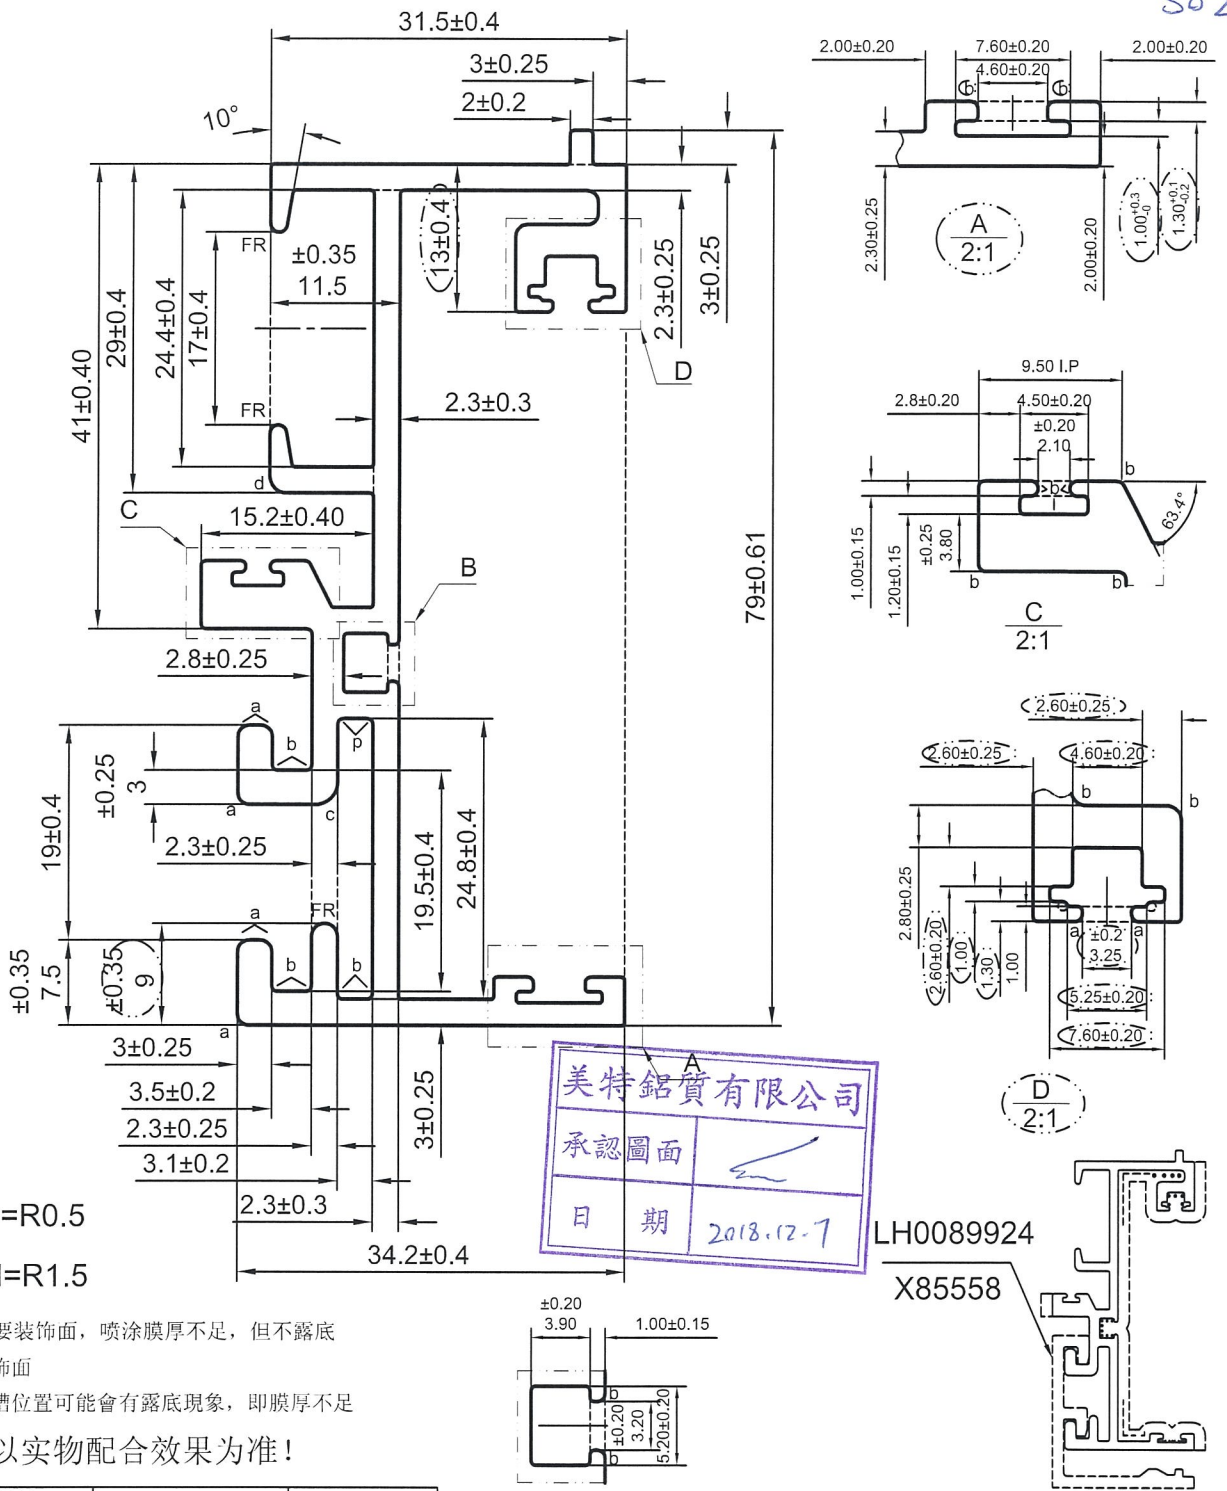 31.5±0.4
3±0.25
2±0.2
10°
FR
±0.35
11.5
13±0.4
2.3±0.25
3±0.25
41±0.40
29±0.4
24.4±0.4
17±0.4
FR
d
2.3±0.3
D
C
15.2±0.40
B
79±0.61
2.8±0.25
a
b
p
±0.25
3
a
c
19±0.4
2.3±0.25
19.5±0.4
24.8±0.4
a
FR
b
b
±0.35
7.5
±0.35
9
a
3±0.25
3.5±0.2
2.3±0.25
3.1±0.2
2.3±0.3
34.2±0.4
3±0.25
A
2.00±0.20
7.60±0.20
2.00±0.20
4.60±0.20
2.30±0.25
A
2:1
2.00±0.20
1.00+0.3-0
1.30+0.1-0.2
9.50 I.P
2.8±0.20
4.50±0.20
±0.20
2.10
b
b
63.4°
1.00±0.15
1.20±0.15
±0.25
3.80
b
b
C
2:1
2.60±0.25
2.60±0.25
4.60±0.20
b
b
2.80±0.25
2.60±0.20
1.00
1.30
1.00
a
a
±0.2
3.25
5.25±0.20
7.60±0.20
D
2:1
美特鋁質有限公司
承認圖面
日 期
2018.12.7
LH0089924
X85558
=R0.5
=R1.5
要装饰面，喷涂膜厚不足，但不露底
饰面
槽位置可能會有露底現象，即膜厚不足
以实物配合效果为准！
±0.20
3.90
1.00±0.15
b
b
±0.20
3.20
5.20±0.20